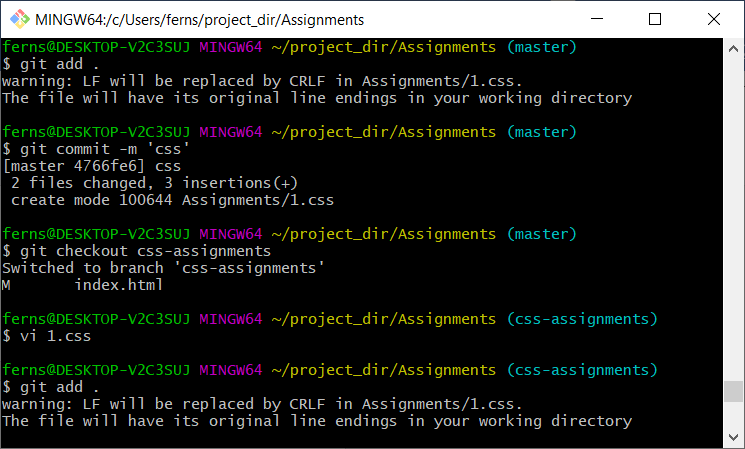 MINGW64:/c/Users/ferns/project_dir/Assignments
ferns@DESKTOP-V2C3SUJ MINGW64 ~/project_dir/Assignments (master)
$ git add .
warning: LF will be replaced by CRLF in Assignments/1.css.
The file will have its original line endings in your working directory
ferns@DESKTOP-V2C3SUJ MINGW64 ~/project_dir/Assignments (master)
$ git commit -m 'css'
[master 4766fe6] css
 2 files changed, 3 insertions(+)
 create mode 100644 Assignments/1.css
ferns@DESKTOP-V2C3SUJ MINGW64 ~/project_dir/Assignments (master)
$ git checkout css-assignments
Switched to branch 'css-assignments'
M       index.html
ferns@DESKTOP-V2C3SUJ MINGW64 ~/project_dir/Assignments (css-assignments)
$ vi 1.css
ferns@DESKTOP-V2C3SUJ MINGW64 ~/project_dir/Assignments (css-assignments)
$ git add .
warning: LF will be replaced by CRLF in Assignments/1.css.
The file will have its original line endings in your working directory